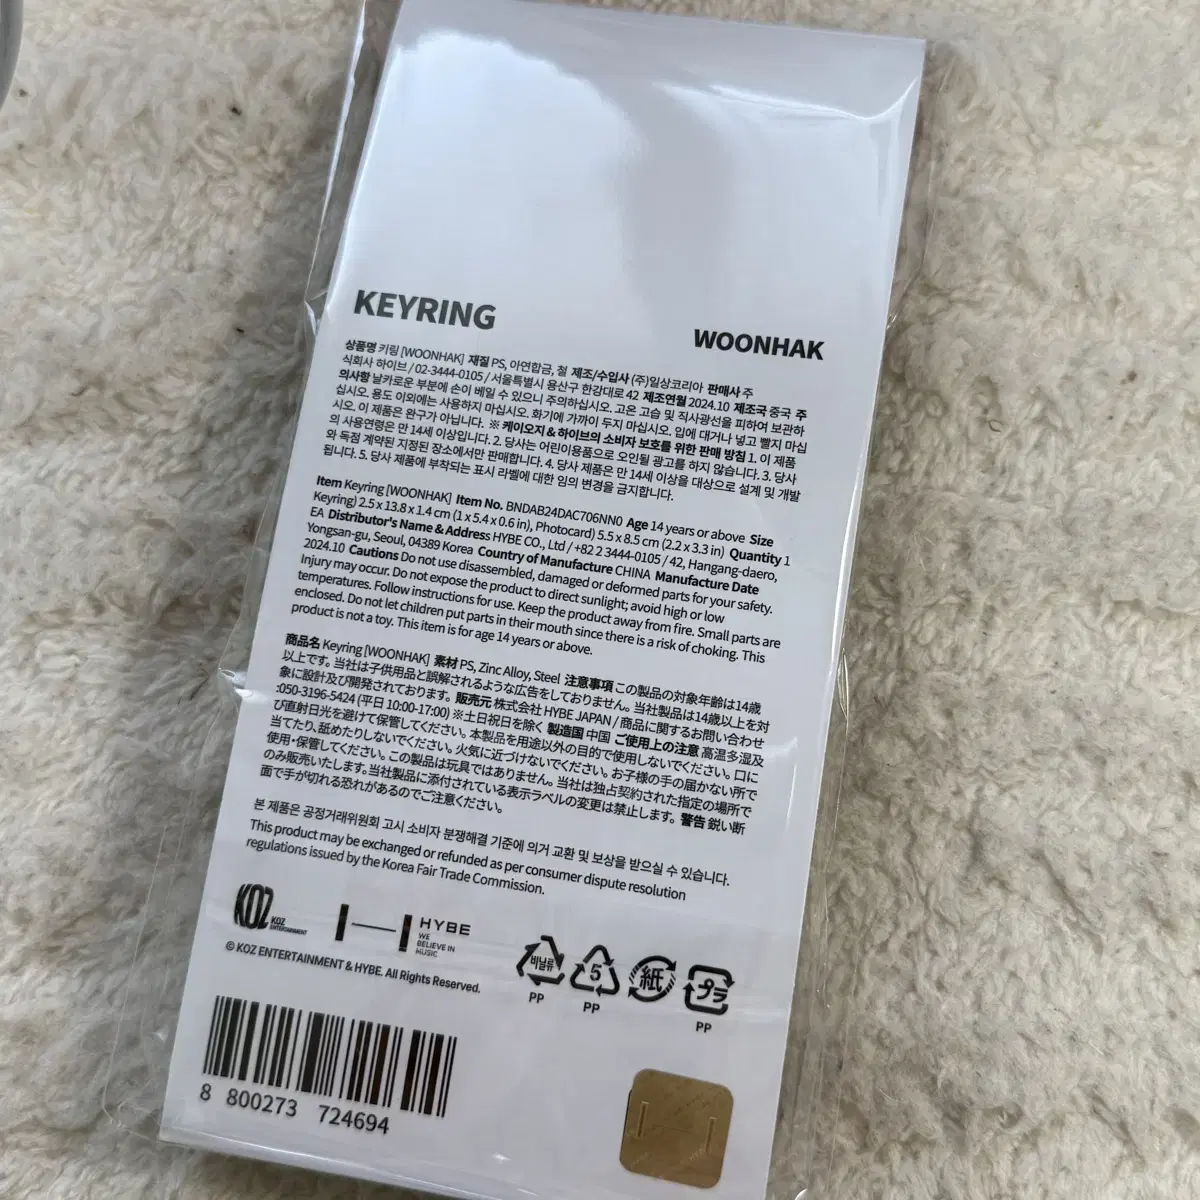 KEYRING
WOONHAK
상품명 키링 [WOONHAK] 재질 PS, 아연합금, 철 제조/수입사 (주)일상코리아 판매사 주
식회사 하이브 / 02-3444-0105 / 서울특별시 용산구 한강대로 42 제조연월 2024.10 제조국 중국 주
의사항 날카로운 부분에 손이 베일 수 있으니 주의하십시오. 고온 고습 및 직사광선을 피하여 보관하
십시오. 용도 이외에는 사용하지 마십시오. 화기에 가까이 두지 마십시오. 입에 대거나 넣고 빨지 마십
시오. 이 제품은 완구가 아닙니다. ※ 케이오지 & 하이브의 소비자 보호를 위한 판매 방침 1. 이 제품
의 사용연령은 만 14세 이상입니다. 2. 당사는 어린이용품으로 오인될 광고를 하지 않습니다. 3. 당사
와 독점 계약된 지정된 장소에서만 판매합니다. 4. 당사 제품은 만 14세 이상을 대상으로 설계 및 개발
됩니다. 5. 당사 제품에 부착되는 표시 라벨에 대한 임의 변경을 금지합니다.
Item Keyring [WOONHAK] Item No. BNDAB24DAC706NN0 Age 14 years or above Size
Keyring) 2.5 x 13.8 x 1.4 cm (1 x 5.4 x 0.6 in), Photocard) 5.5 x 8.5 cm (2.2 x 3.3 in) Quantity 1
EA Distributor's Name & Address HYBE CO., Ltd / +82 2 3444-0105 / 42, Hangang-daero,
Yongsan-gu, Seoul, 04389 Korea Country of Manufacture CHINA Manufacture Date
2024.10 Cautions Do not use disassembled, damaged or deformed parts for your safety.
Injury may occur. Do not expose the product to direct sunlight; avoid high or low
temperatures. Follow instructions for use. Keep the product away from fire. Small parts are
enclosed. Do not let children put parts in their mouth since there is a risk of choking. This
product is not a toy. This item is for age 14 years or above.
商品名 Keyring [WOONHAK] 素材 PS, Zinc Alloy, Steel 注意事項 この製品の対象年齢は14歳
以上です。当社は子供用品と誤解されるような広告をしておりません。当社製品は14歳以上を対
象に設計及び開発されております。販売元 株式会社 HYBE JAPAN / 商品に関するお問い合わせ
:050-3196-5424 (平日 10:00-17:00) ※土日祝日を除く 製造国 中国 ご使用上の注意 高温多湿及
び直射日光を避けて保管してください。本製品を用途以外の目的で使用しないでください。口に
当てたり、舐めたりしないでください。火気に近づけないでください。お子様の手の届かない所で
使用・保管してください。この製品は玩具ではありません。当社は独占契約された指定の場所で
のみ販売いたします。当社製品に添付されている表示ラベルの変更は禁止します。警告 鋭い断
面で手が切れる恐れがあるのでご注意ください。
본 제품은 공정거래위원회 고시 소비자 분쟁해결 기준에 의거 교환 및 보상을 받으실 수 있습니다.
This product may be exchanged or refunded as per consumer dispute resolution
regulations issued by the Korea Fair Trade Commission.
KOZ
KOZ
ENTERTAINMENT
HYBE
WE
BELIEVE IN
MUSIC
© KOZ ENTERTAINMENT & HYBE. All Rights Reserved.
비닐류
PP
5
PP
紙
プラ
PP
8 800273 724694